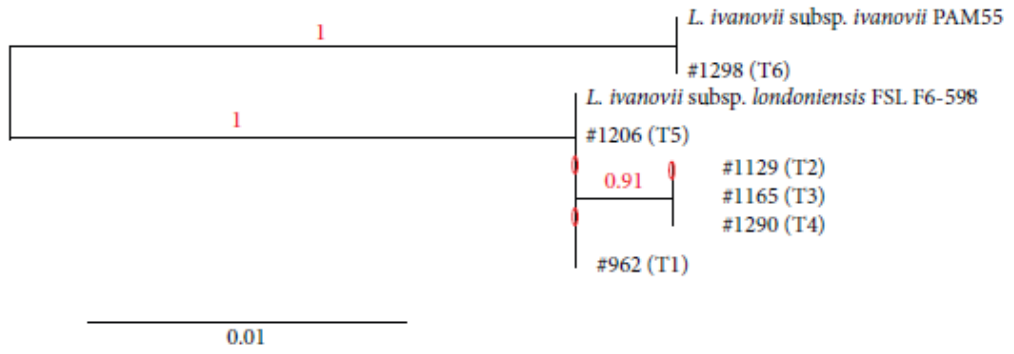 L. ivanovii subsp. ivanovii PAM55
1
#1298 (T6)
L. ivanovii subsp. londoniensis FSL F6-598
1
#1206 (T5)
0
0
#1129 (T2)
0.91
#1165 (T3)
0
#1290 (T4)
#962 (T1)
0.01